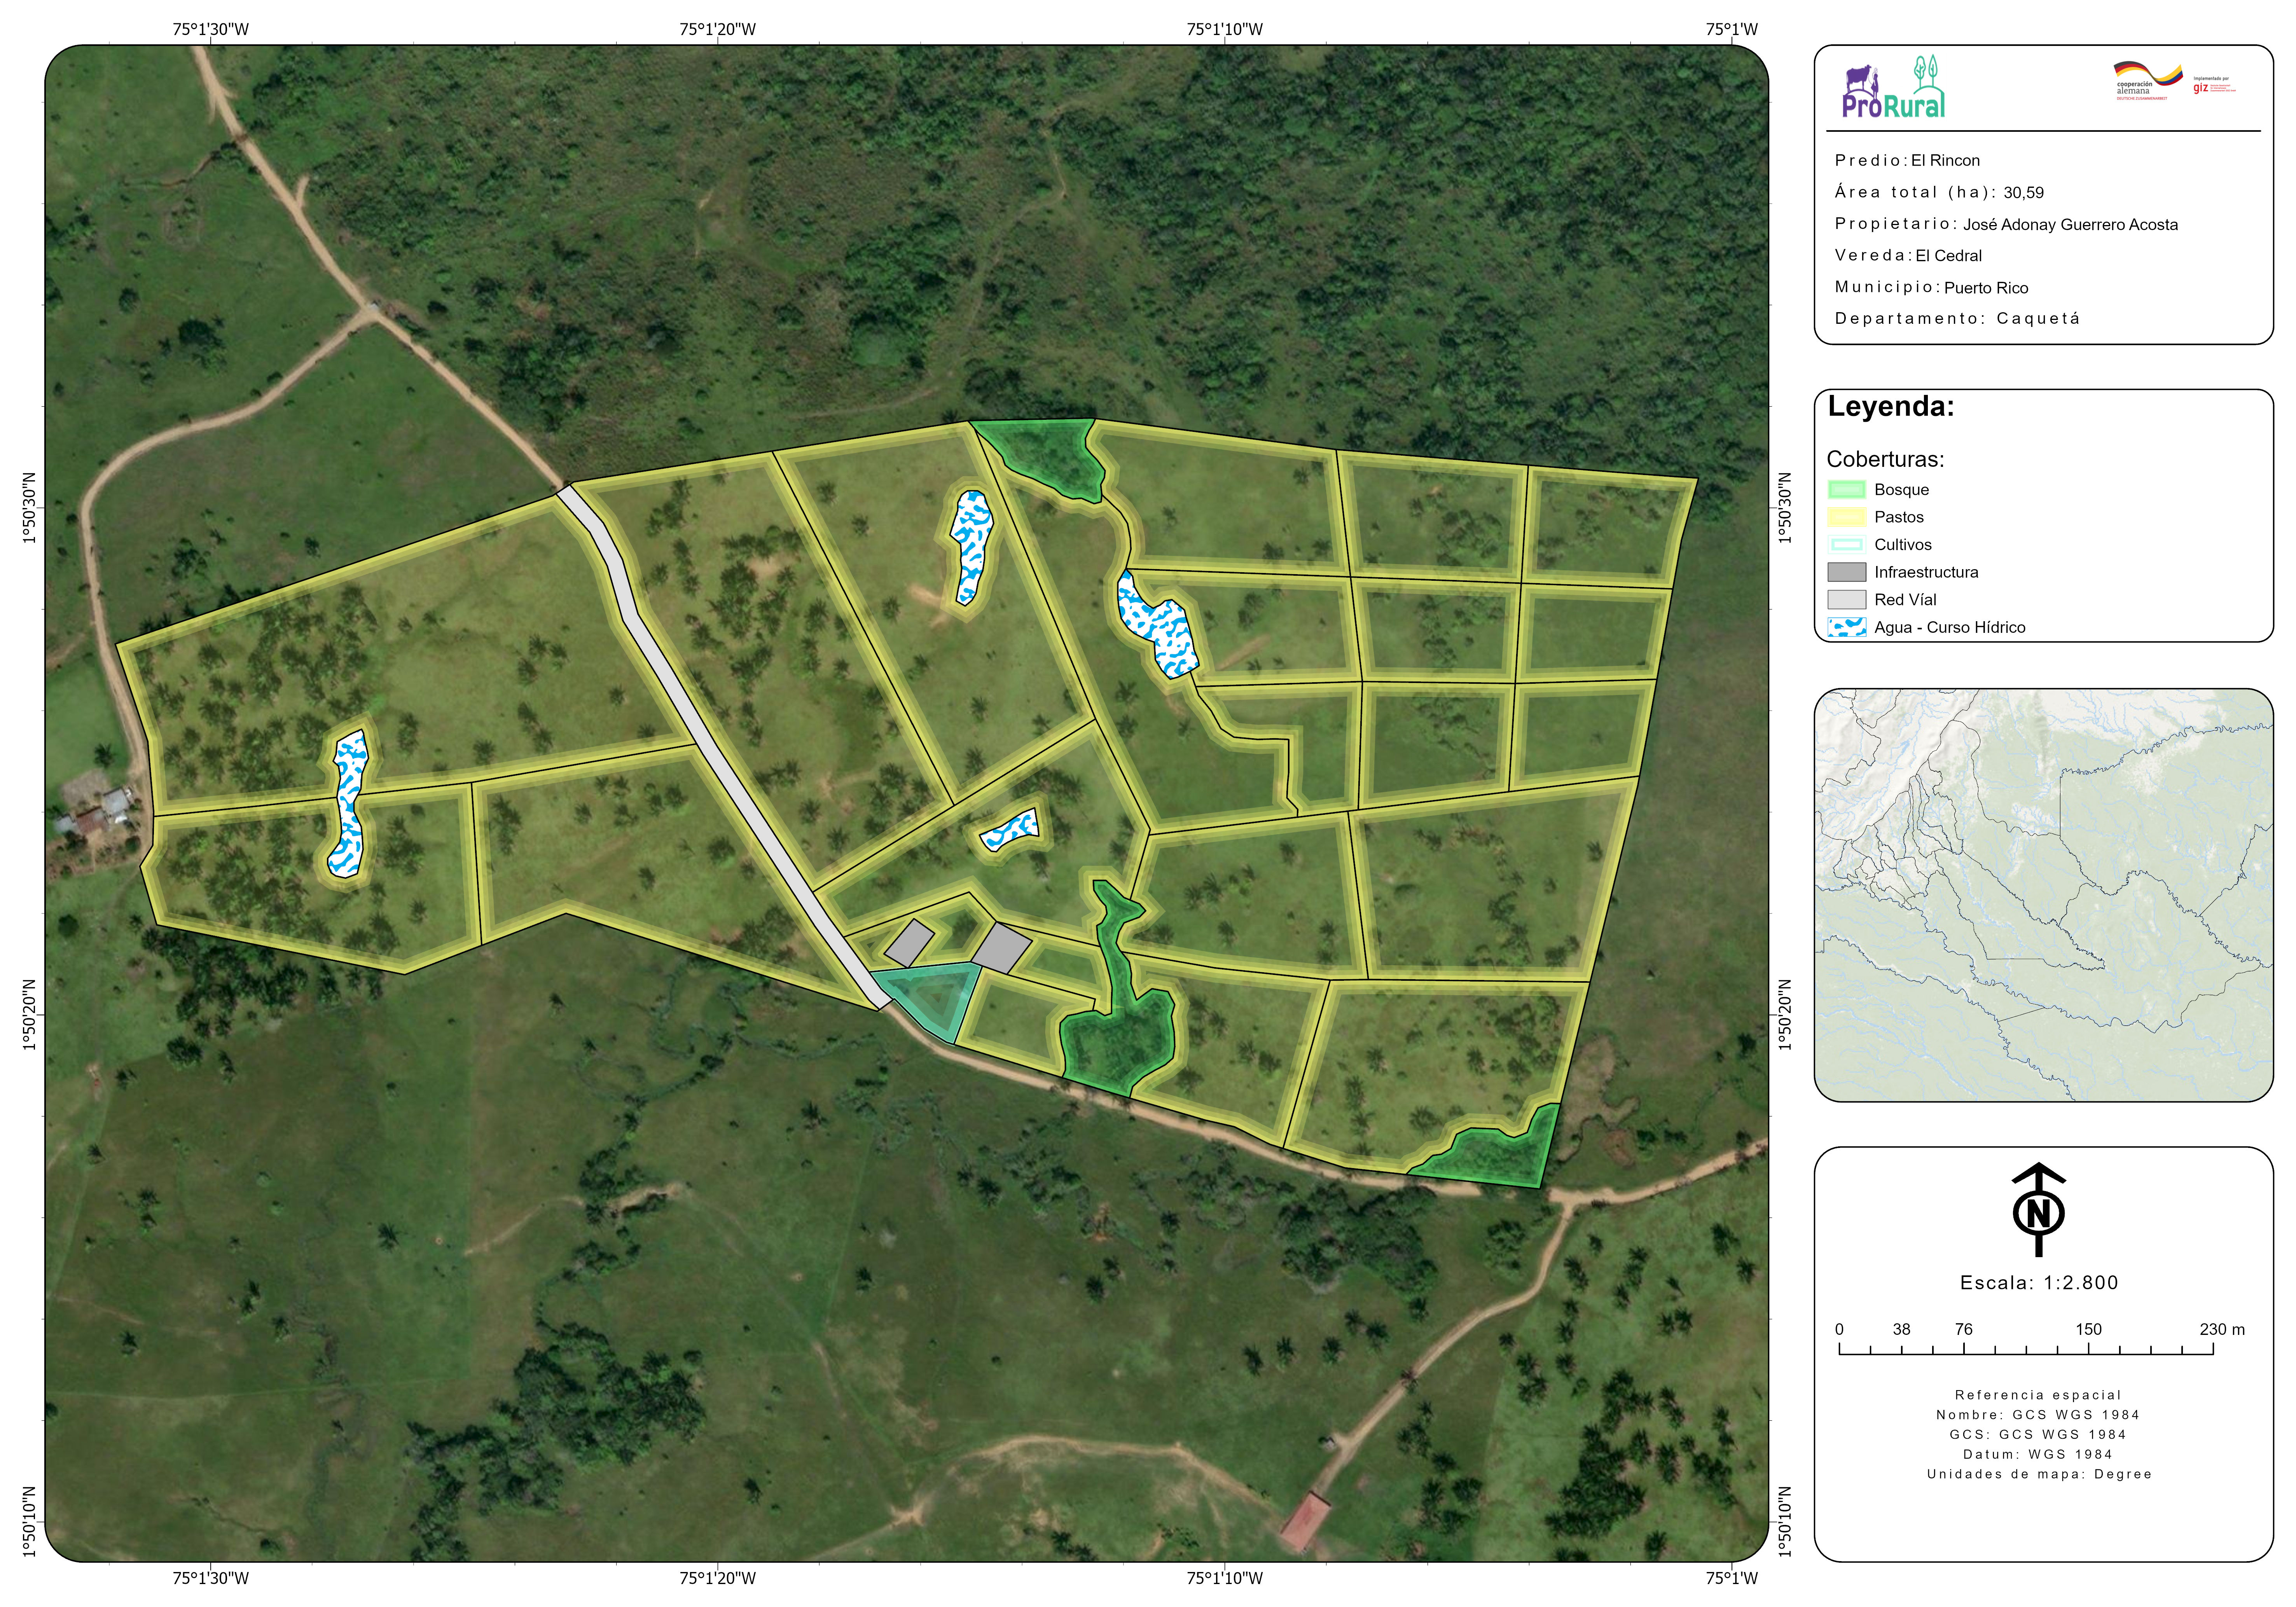 75°1'30"W
75°1'20"W
75°1'10"W
75°1'W
1°50'30"N
1°50'20"N
1°50'10"N
1°50'30"N
1°50'20"N
1°50'10"N
75°1'30"W
75°1'20"W
75°1'10"W
75°1'W
ProRural
cooperación
alemana
DEUTSCHE ZUSAMMENARBEIT
Implementada por
giz
Predio: El Rincon
Área total (ha): 30,59
Propietario: José Adonay Guerrero Acosta
Vereda: El Cedral
Municipio: Puerto Rico
Departamento: Caquetá
Leyenda:
Coberturas:
Bosque
Pastos
Cultivos
Infraestructura
Red Víal
Agua - Curso Hídrico
N
Escala: 1:2.800
0 38 76 150 230 m
Referencia espacial
Nombre: GCS WGS 1984
GCS: GCS WGS 1984
Datum: WGS 1984
Unidades de mapa: Degree